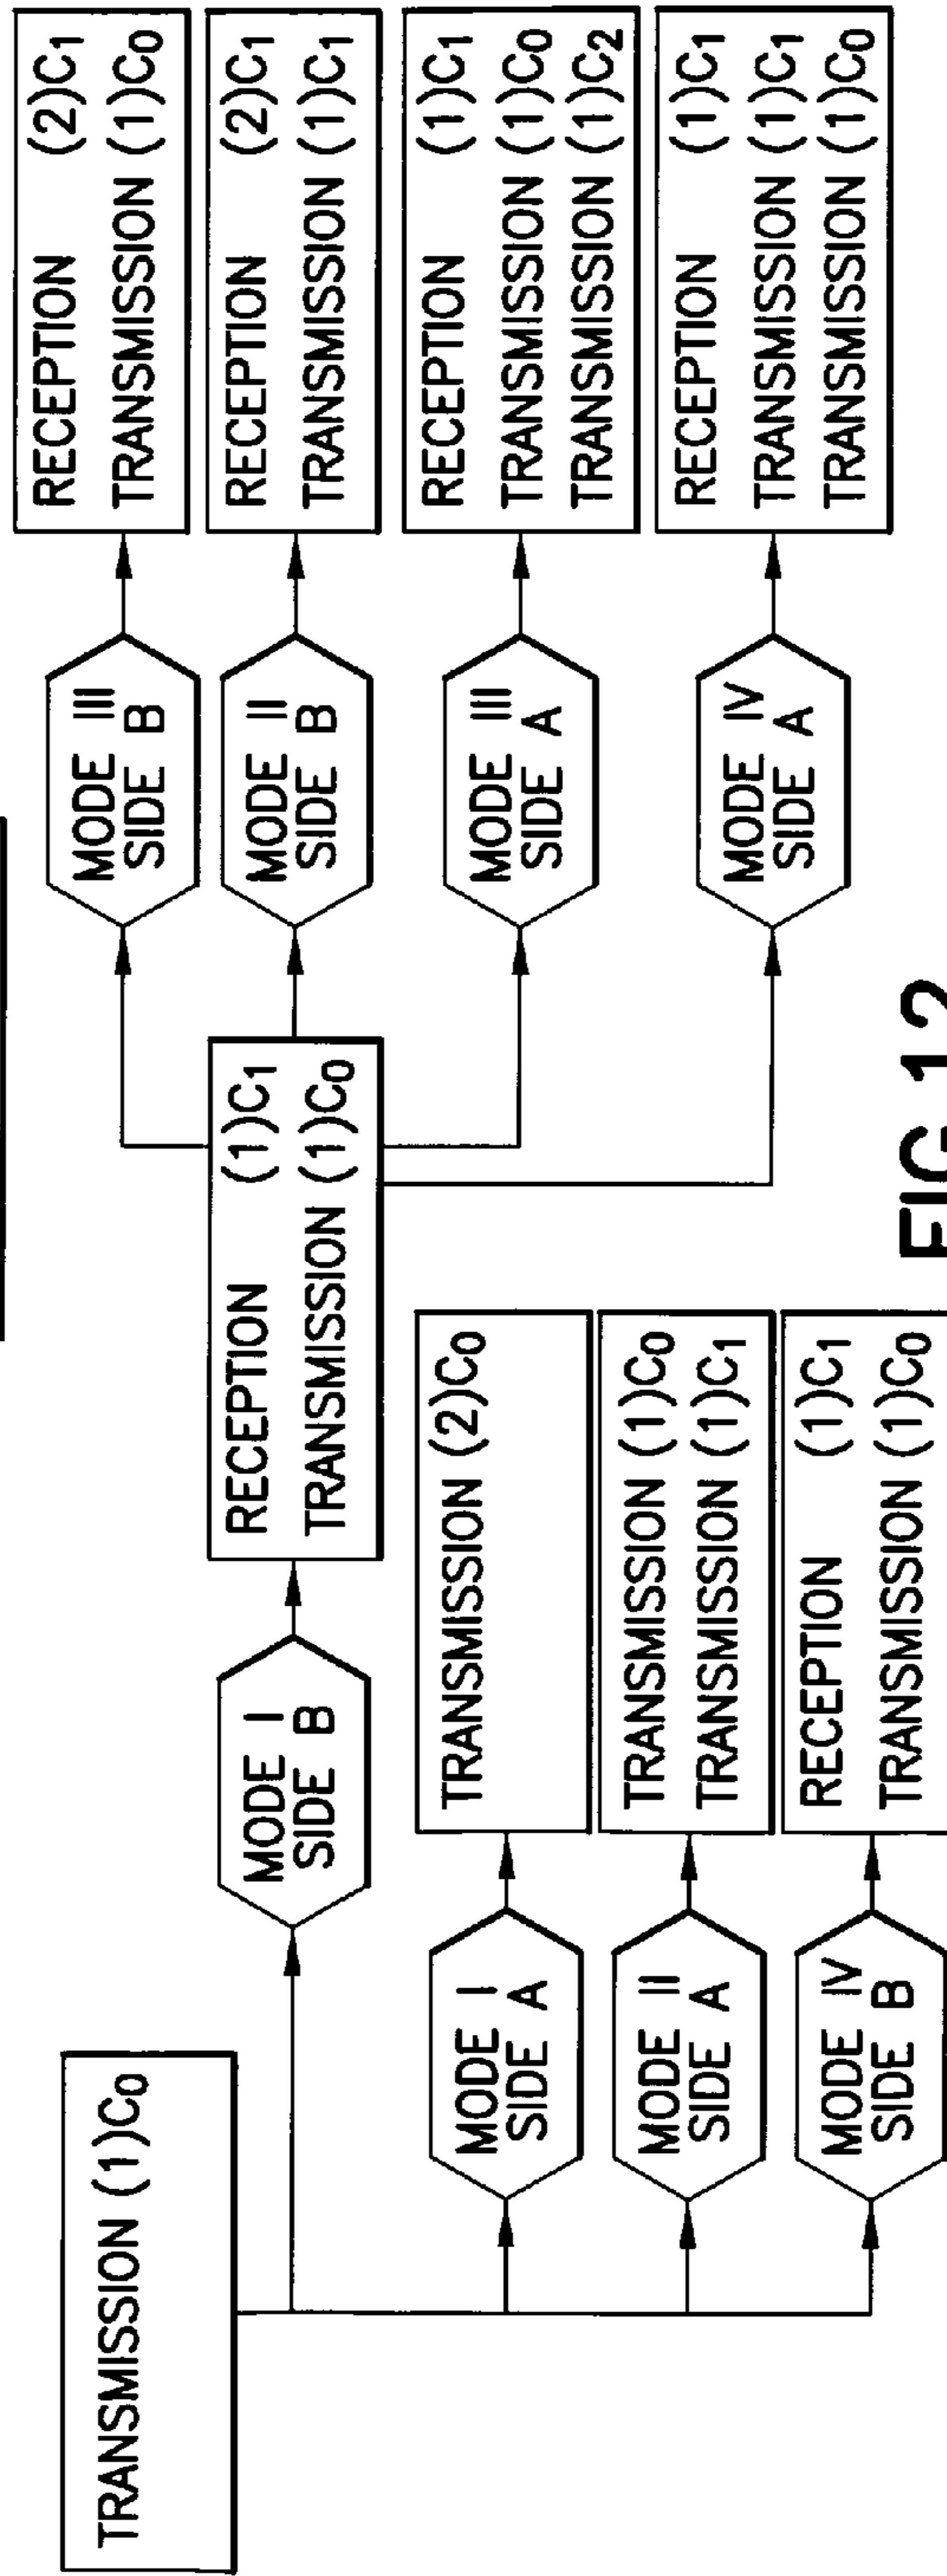 TRANSMISSION (1)C₀
MODE I
SIDE B
RECEPTION (1)C₁
TRANSMISSION (1)C₀
MODE III
SIDE B
RECEPTION (2)C₁
TRANSMISSION (1)C₀
MODE II
SIDE B
RECEPTION (2)C₁
TRANSMISSION (1)C₁
MODE III
SIDE A
RECEPTION (1)C₁
TRANSMISSION (1)C₀
TRANSMISSION (1)C₂
MODE IV
SIDE A
RECEPTION (1)C₁
TRANSMISSION (1)C₁
TRANSMISSION (1)C₀
MODE I
SIDE A
TRANSMISSION (2)C₀
MODE II
SIDE A
TRANSMISSION (1)C₀
TRANSMISSION (1)C₁
MODE IV
SIDE B
RECEPTION (1)C₁
TRANSMISSION (1)C₀
FIG.12